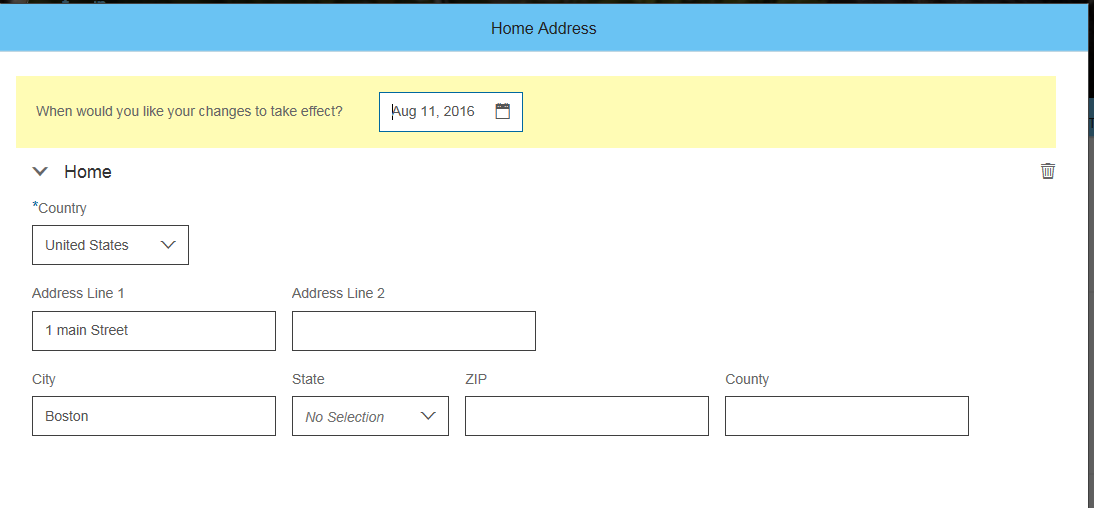 Home Address
When would you like your changes to take effect? Aug 11, 2016
Home
*Country
United States
Address Line 1 Address Line 2
1 main Street
City State ZIP County
Boston No Selection